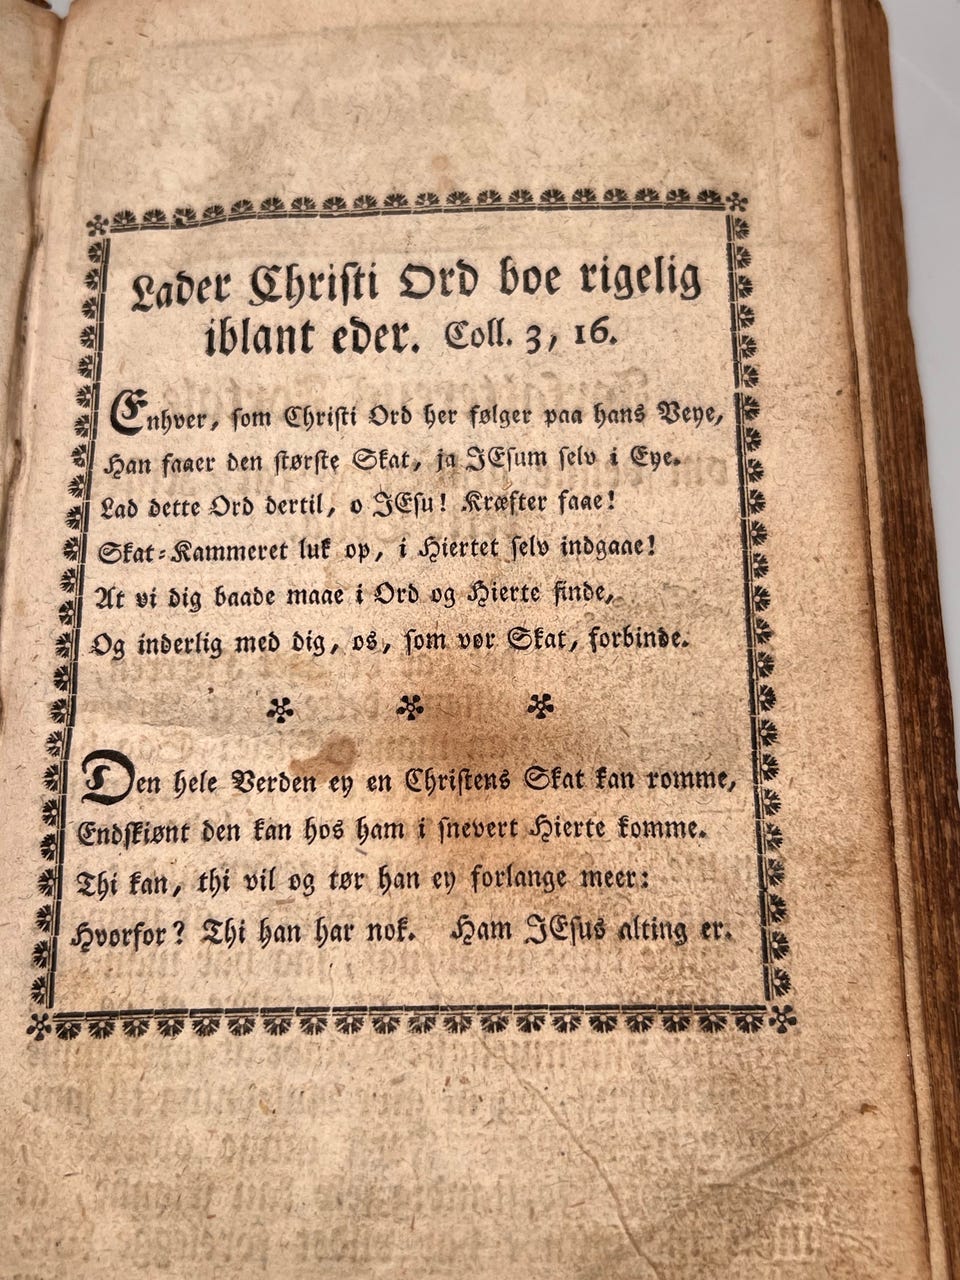 Lader Christi Ord boe rigelig
iblant eder. Coll. 3, 16.
Enhver, som Christi Ord her følger paa hans Veye,
Han faaer den største Skat, ja JEsum selv i Eye.
Lad dette Ord dertil, o JEsu! Kræfter faae!
Skat-Kammeret luk op, i Hiertet selv indgaae!
At vi dig baade maae i Ord og Hierte finde,
Og inderlig med dig, os, som vor Skat, forbinde.
Den hele Verden ey en Christens Skat kan romme,
Endskiønt den kan hos ham i snevert Hierte komme.
Thi kan, thi vil og tør han ey forlange meer:
Hvorfor? Thi han har nok. Ham JEsus alting er.